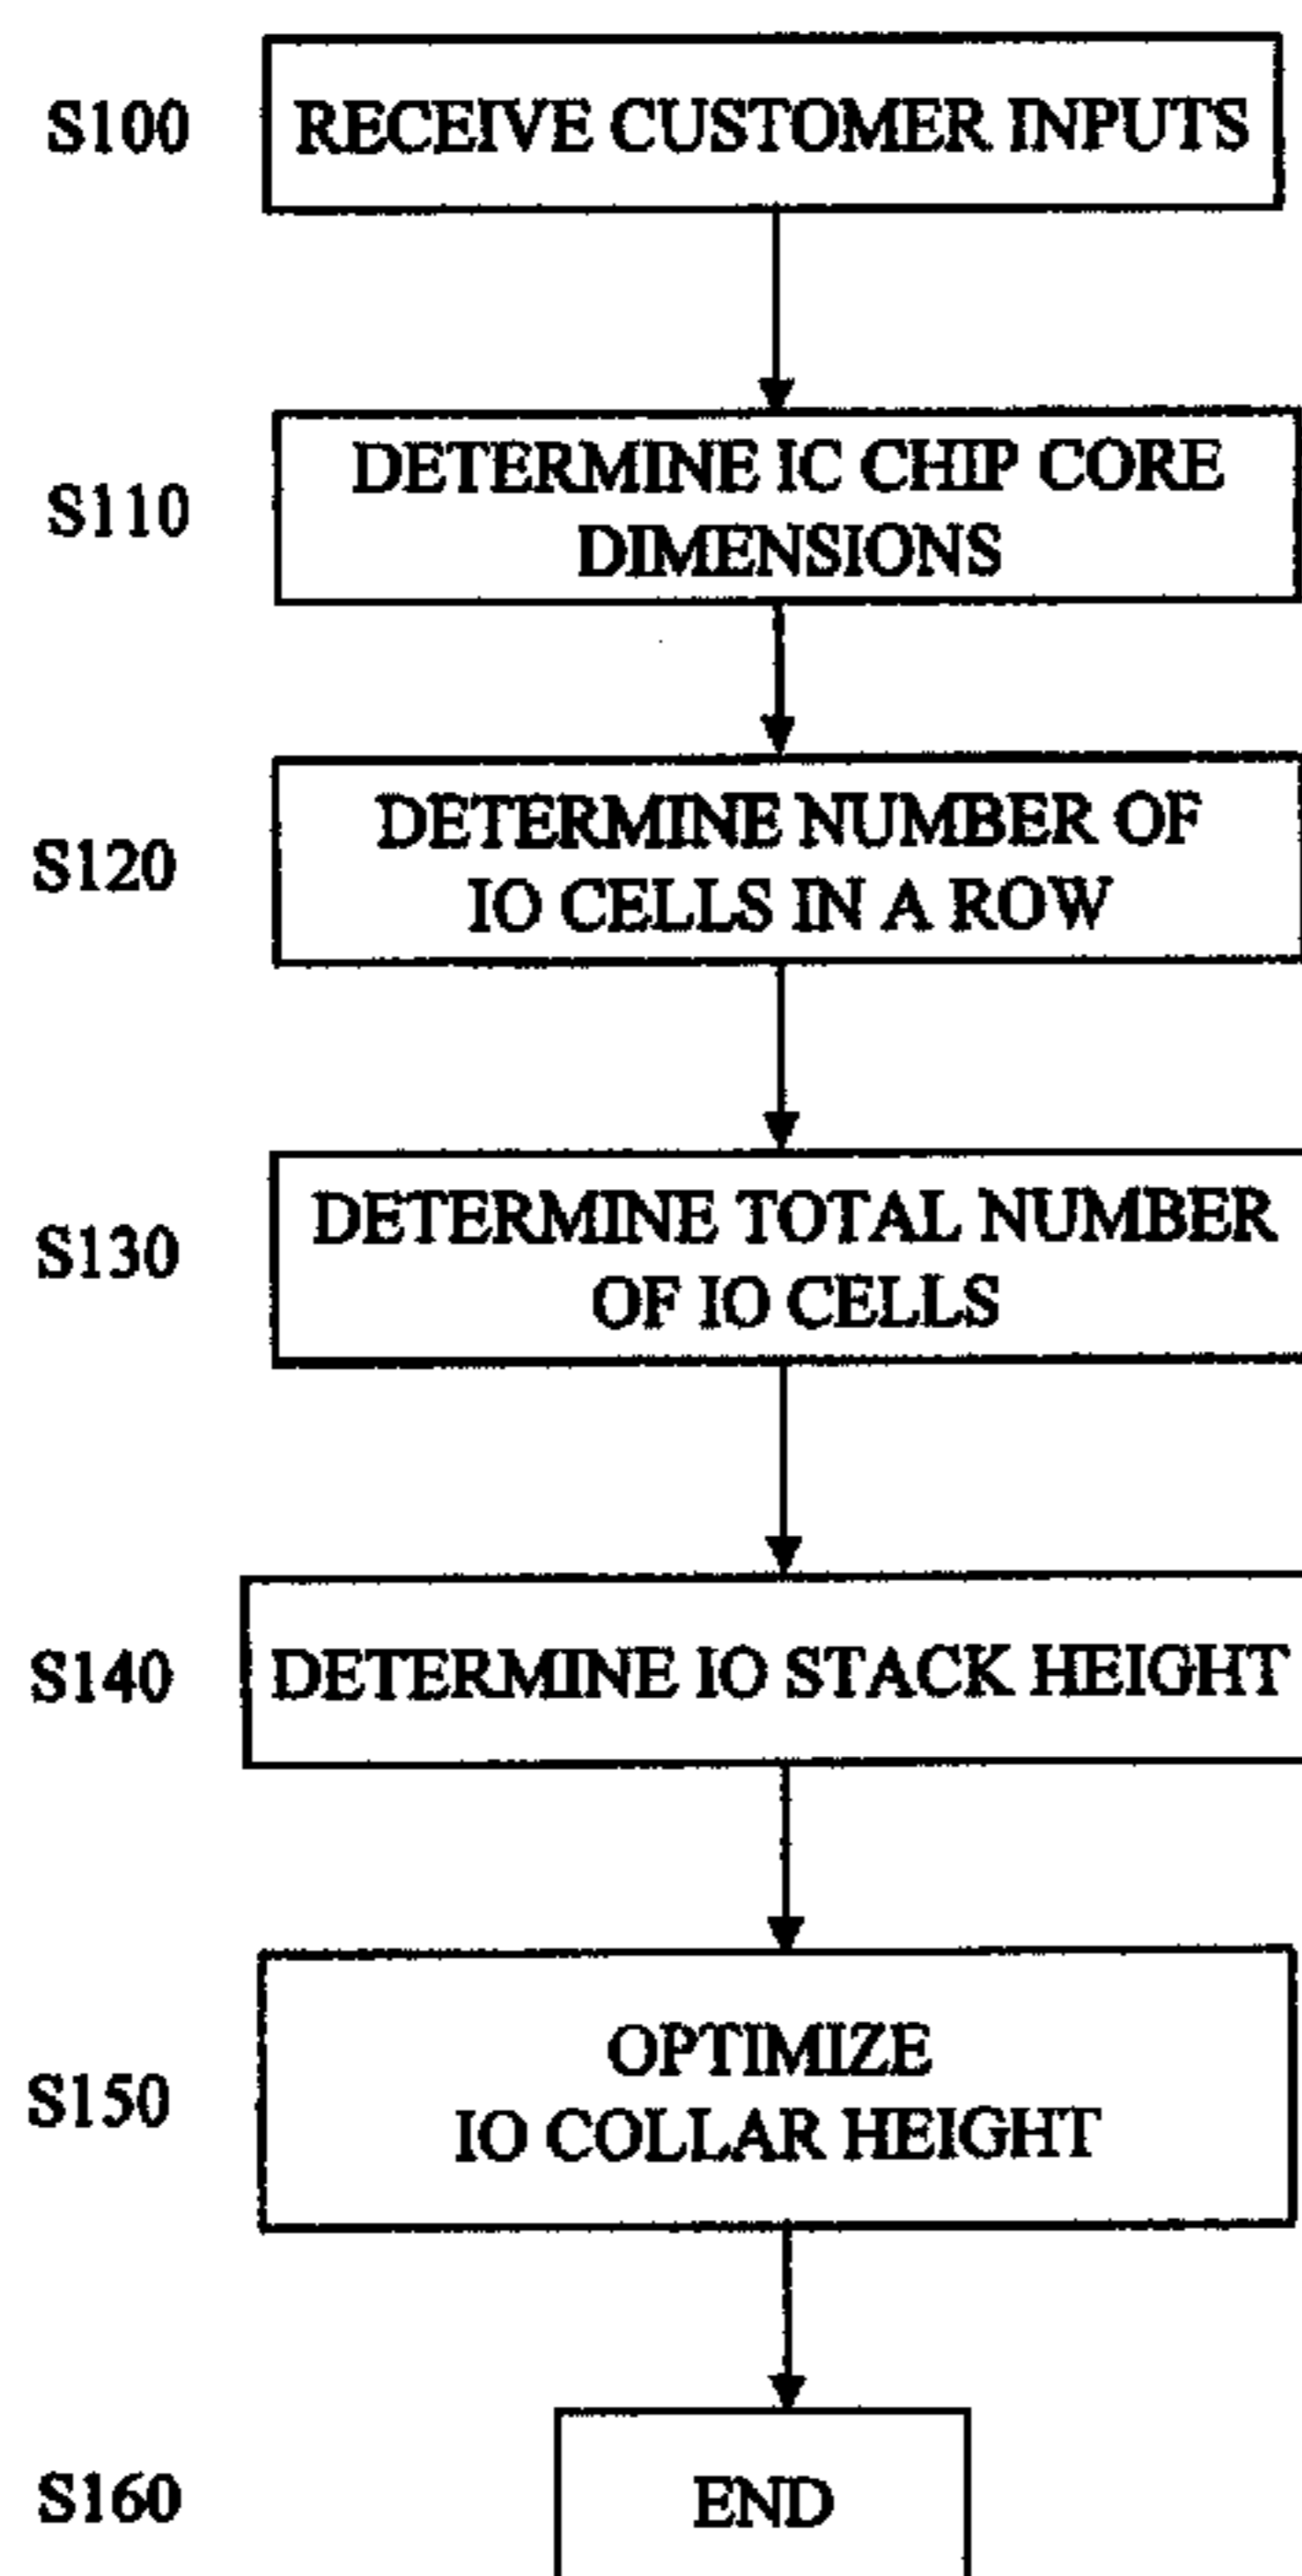 S100
RECEIVE CUSTOMER INPUTS
S110
DETERMINE IC CHIP CORE
DIMENSIONS
S120
DETERMINE NUMBER OF
IO CELLS IN A ROW
S130
DETERMINE TOTAL NUMBER
OF IO CELLS
S140
DETERMINE IO STACK HEIGHT
S150
OPTIMIZE
IO COLLAR HEIGHT
S160
END